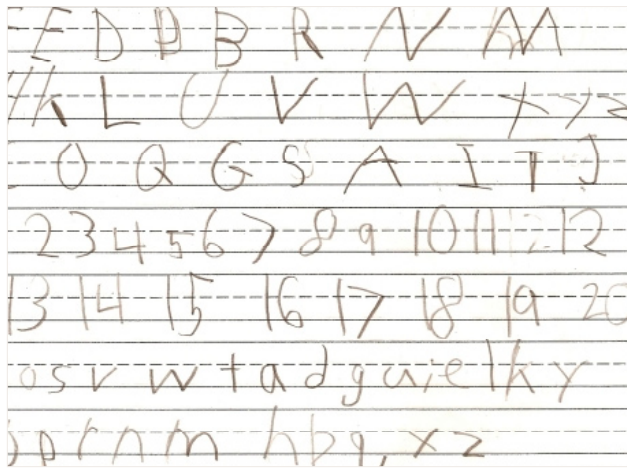 F F D P B R N M
H K L U V W X Y Z
O Q G S A I T J
2 3 4 5 6 7 8 9 10 11 12
13 14 15 16 17 18 19 20
o s v w t a d g u i e l k y
j p r n m h b q, x z